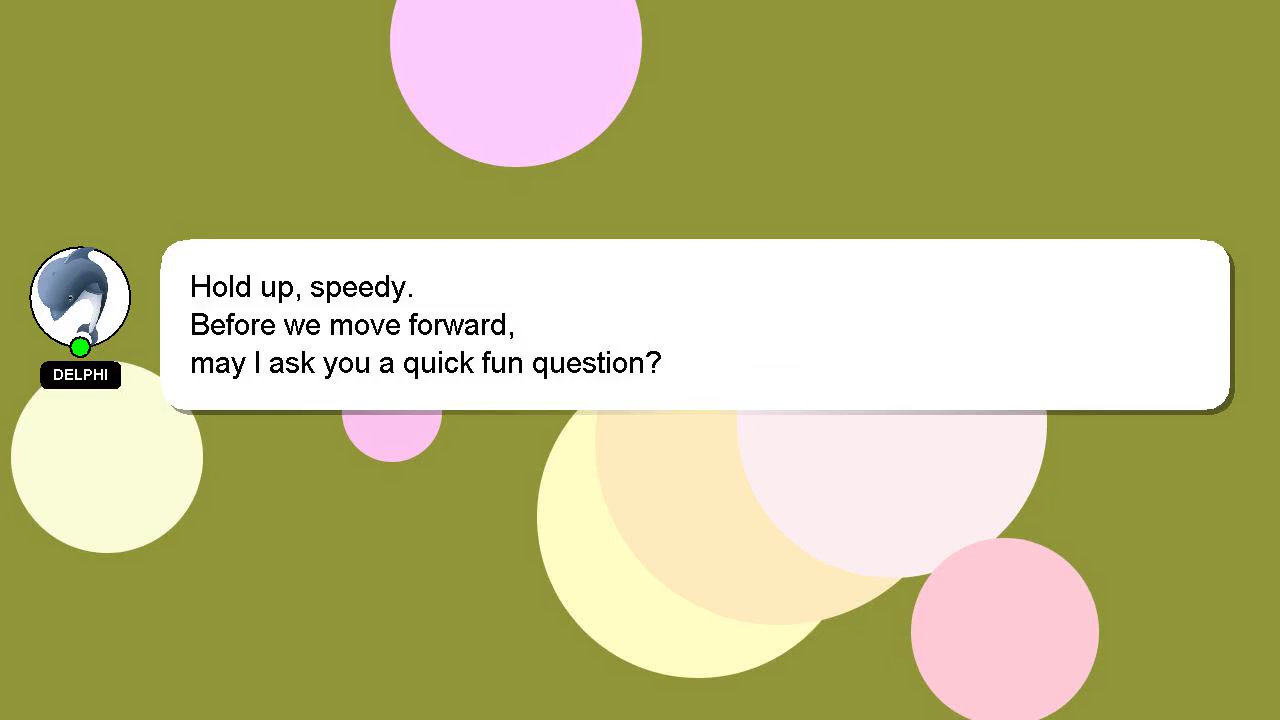 Hold up, speedy.
Before we move forward,
may I ask you a quick fun question?
DELPHI